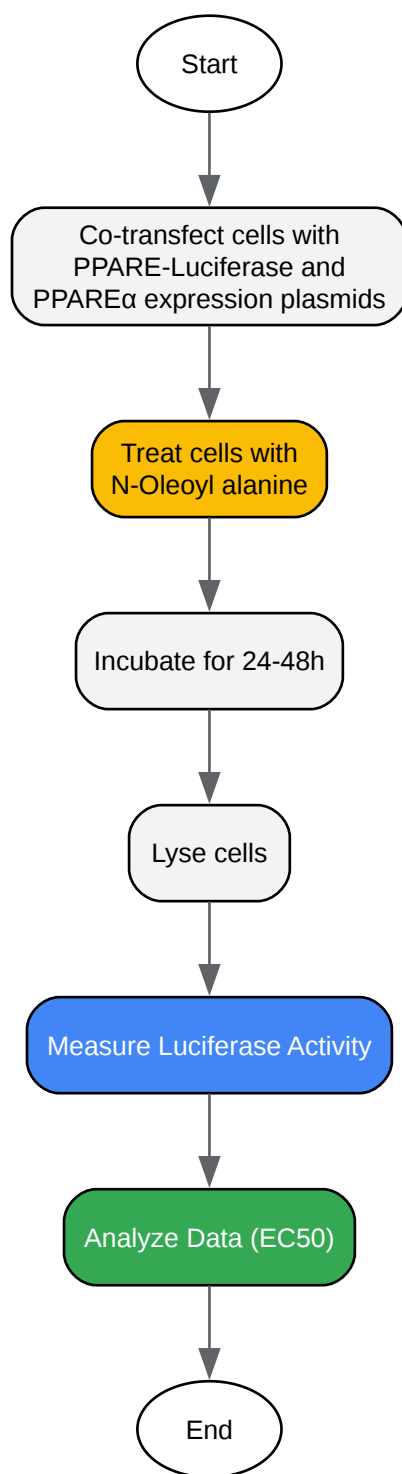 Start
Co-transfect cells with
PPARE-Luciferase and
PPAREα expression plasmids
Treat cells with
N-Oleoyl alanine
Incubate for 24-48h
Lyse cells
Measure Luciferase Activity
Analyze Data (EC50)
End